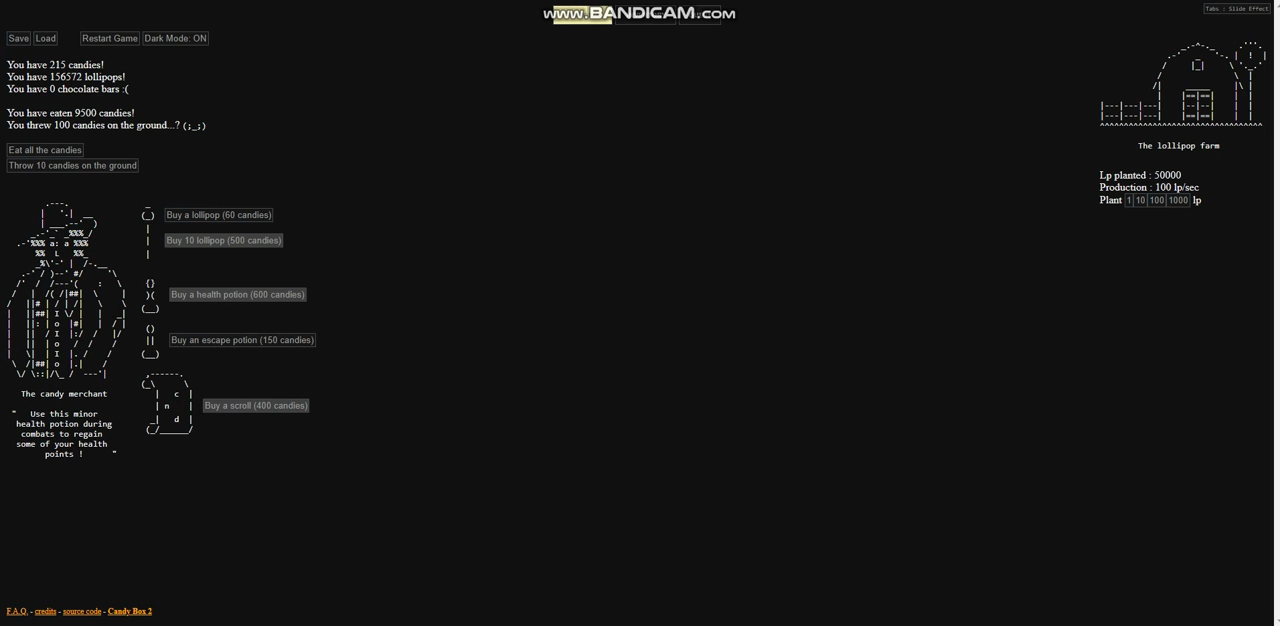 www.BANDICAM.com
Tabs : Slide Effect
Save Load Restart Game Dark Mode: ON
You have 215 candies!
You have 156572 lollipops!
You have 0 chocolate bars :(
You have eaten 9500 candies!
You threw 100 candies on the ground...? (;_;)
Eat all the candies
Throw 10 candies on the ground
Buy a lollipop (60 candies)
Buy 10 lollipop (500 candies)
Buy a health potion (600 candies)
Buy an escape potion (150 candies)
Buy a scroll (400 candies)
The candy merchant
" Use this minor
health potion during
combats to regain
some of your health
points ! "
The lollipop farm
Lp planted : 50000
Production : 100 lp/sec
Plant 1 10 100 1000 lp
F.A.Q. - credits - source code - Candy Box 2